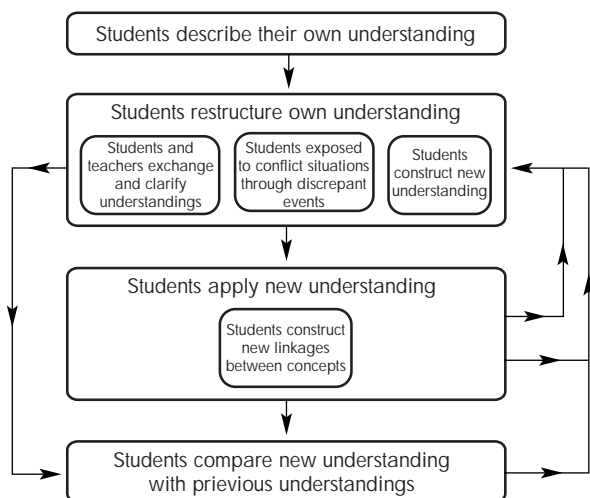 Students describe their own understanding
Students restructure own understanding
Students and
teachers exchange
and clarify
understandings
Students exposed
to conflict situations
through discrepant
events
Students
construct new
understanding
Students apply new understanding
Students construct
new linkages
between concepts
Students compare new understanding
with prievious understandings